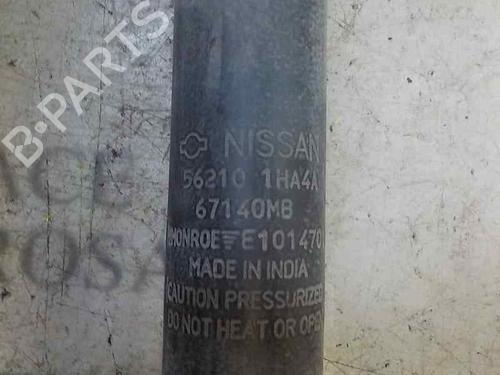 B-PARTS
NISSAN
56210 1HA4A
67140MB
MONROE E101470
MADE IN INDIA
CAUTION PRESSURIZED
DO NOT HEAT OR OPEN